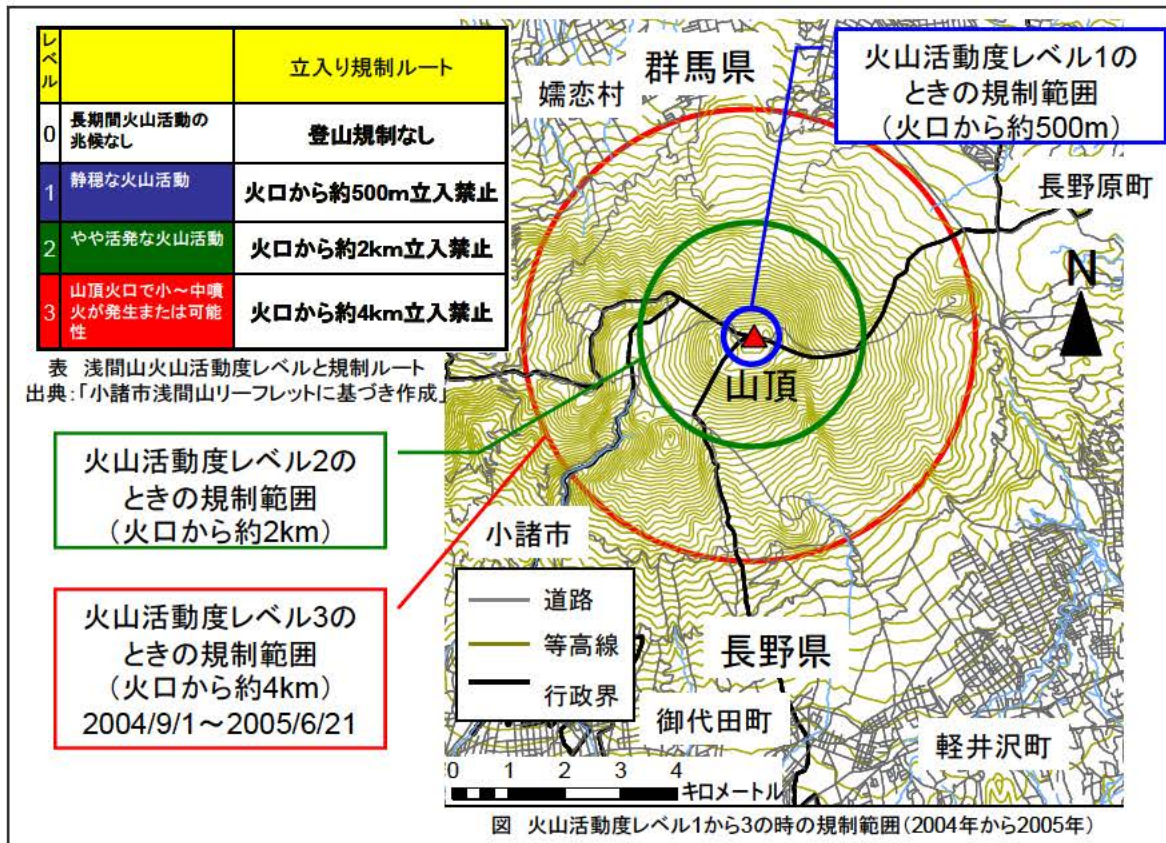 レベル
立入り規制ルート
0
長期間火山活動の
兆候なし
登山規制なし
1
静穏な火山活動
火口から約500m立入禁止
2
やや活発な火山活動
火口から約2km立入禁止
3
山頂火口で小～中噴
火が発生または可能
性
火口から約4km立入禁止
表 浅間山火山活動度レベルと規制ルート
出典：「小諸市浅間山リーフレットに基づき作成」
群馬県
嬬恋村
火山活動度レベル1の
ときの規制範囲
（火口から約500m）
長野原町
N
山頂
火山活動度レベル2の
ときの規制範囲
（火口から約2km）
小諸市
火山活動度レベル3の
ときの規制範囲
（火口から約4km）
2004/9/1～2005/6/21
道路
等高線
行政界
長野県
御代田町
軽井沢町
0 1 2 3 4
キロメートル
図 火山活動度レベル1から3の時の規制範囲（2004年から2005年）